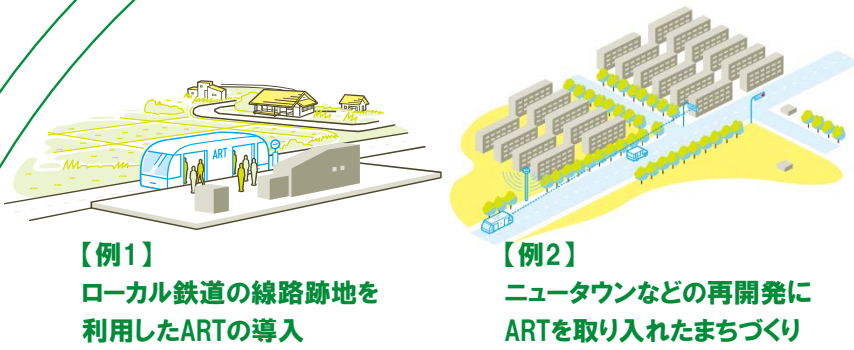 ART
【例1】
ローカル鉄道の線路跡地を
利用したARTの導入
【例2】
ニュータウンなどの再開発に
ARTを取り入れたまちづくり